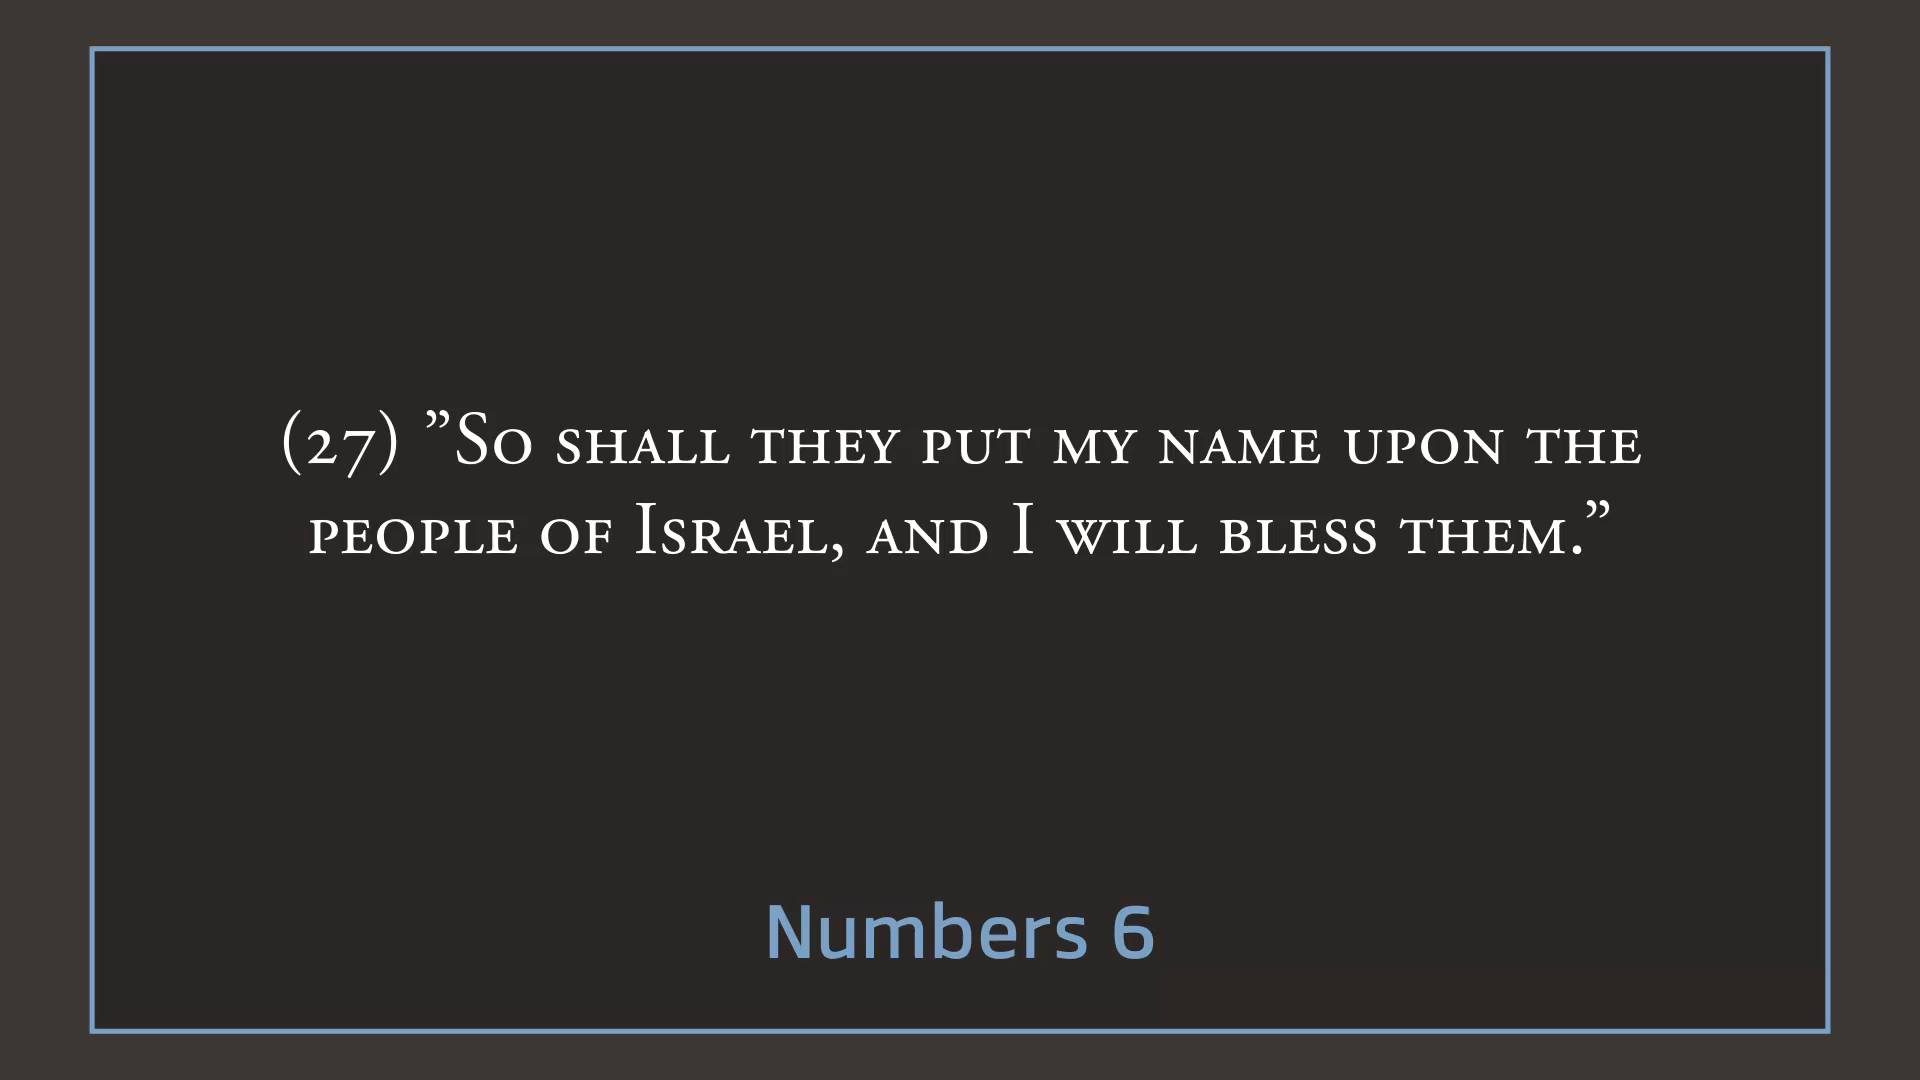 (27) ”So shall they put my name upon the
people of Israel, and I will bless them.”
Numbers 6